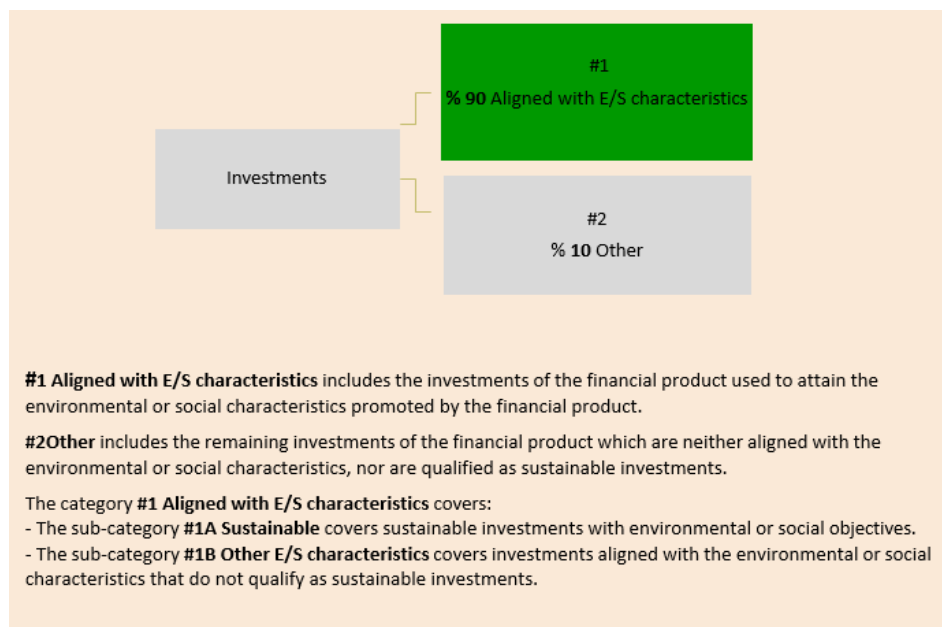 #1
% 90 Aligned with E/S characteristics
Investments
#2
% 10 Other
#1 Aligned with E/S characteristics includes the investments of the financial product used to attain the
environmental or social characteristics promoted by the financial product.
#2Other includes the remaining investments of the financial product which are neither aligned with the
environmental or social characteristics, nor are qualified as sustainable investments.
The category #1 Aligned with E/S characteristics covers:
- The sub-category #1A Sustainable covers sustainable investments with environmental or social objectives.
- The sub-category #1B Other E/S characteristics covers investments aligned with the environmental or social
characteristics that do not qualify as sustainable investments.